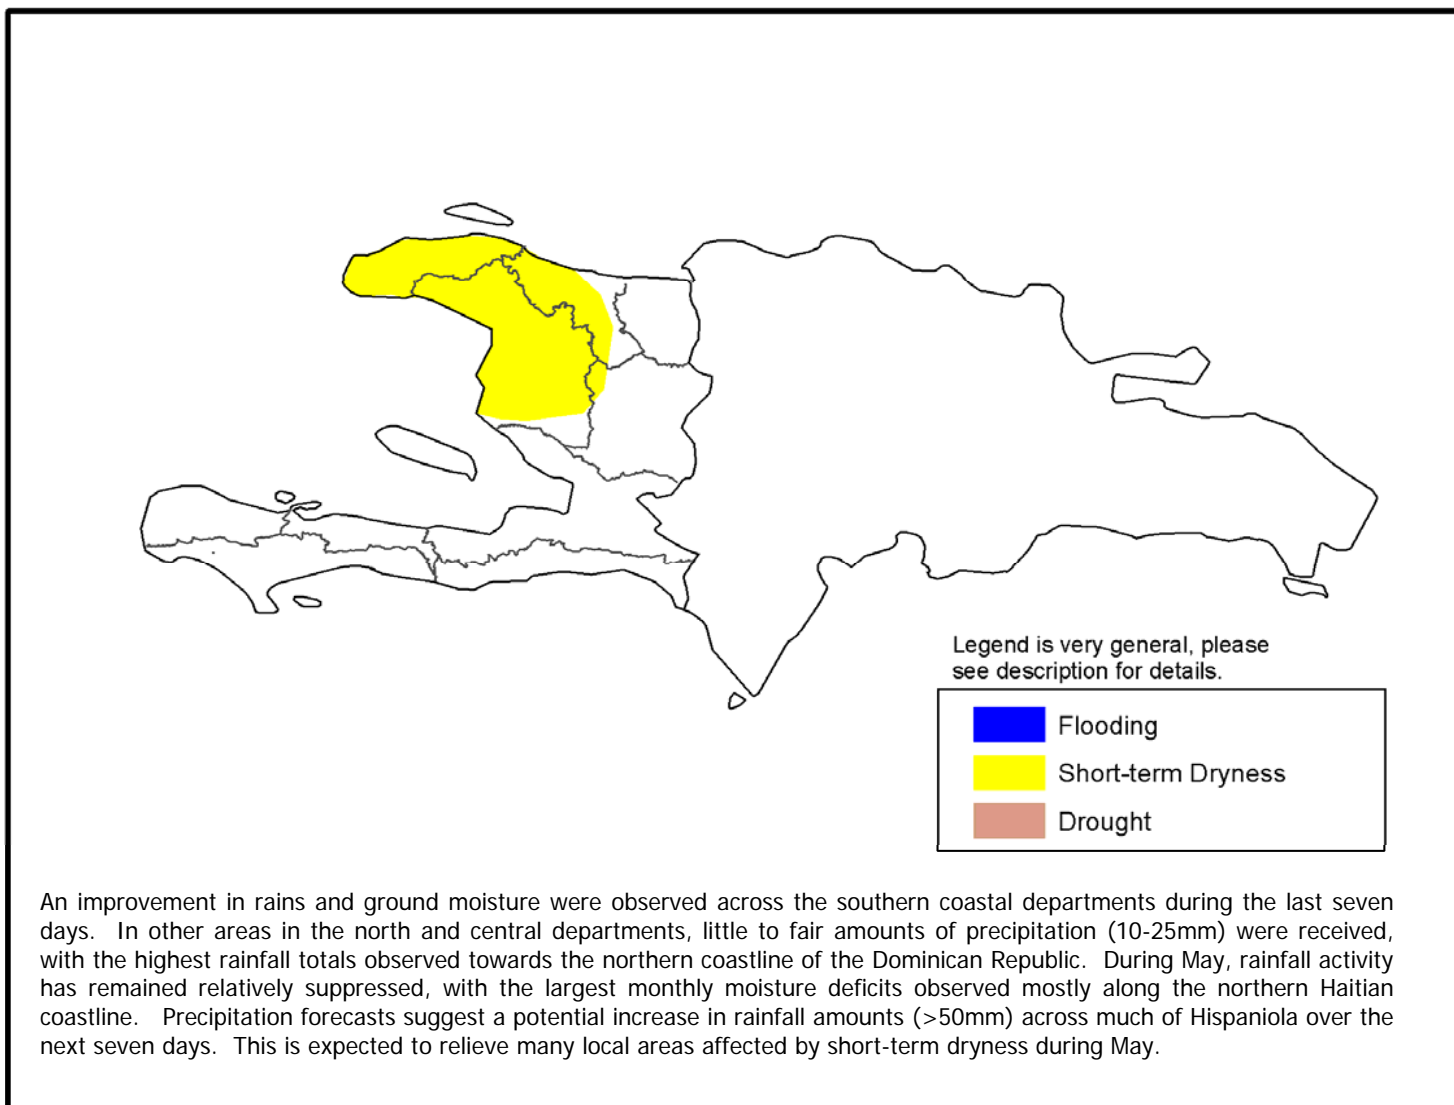 Legend is very general, please
see description for details.
Flooding
Short-term Dryness
Drought
An improvement in rains and ground moisture were observed across the southern coastal departments during the last seven
days. In other areas in the north and central departments, little to fair amounts of precipitation (10-25mm) were received,
with the highest rainfall totals observed towards the northern coastline of the Dominican Republic. During May, rainfall activity
has remained relatively suppressed, with the largest monthly moisture deficits observed mostly along the northern Haitian
coastline. Precipitation forecasts suggest a potential increase in rainfall amounts (>50mm) across much of Hispaniola over the
next seven days. This is expected to relieve many local areas affected by short-term dryness during May.